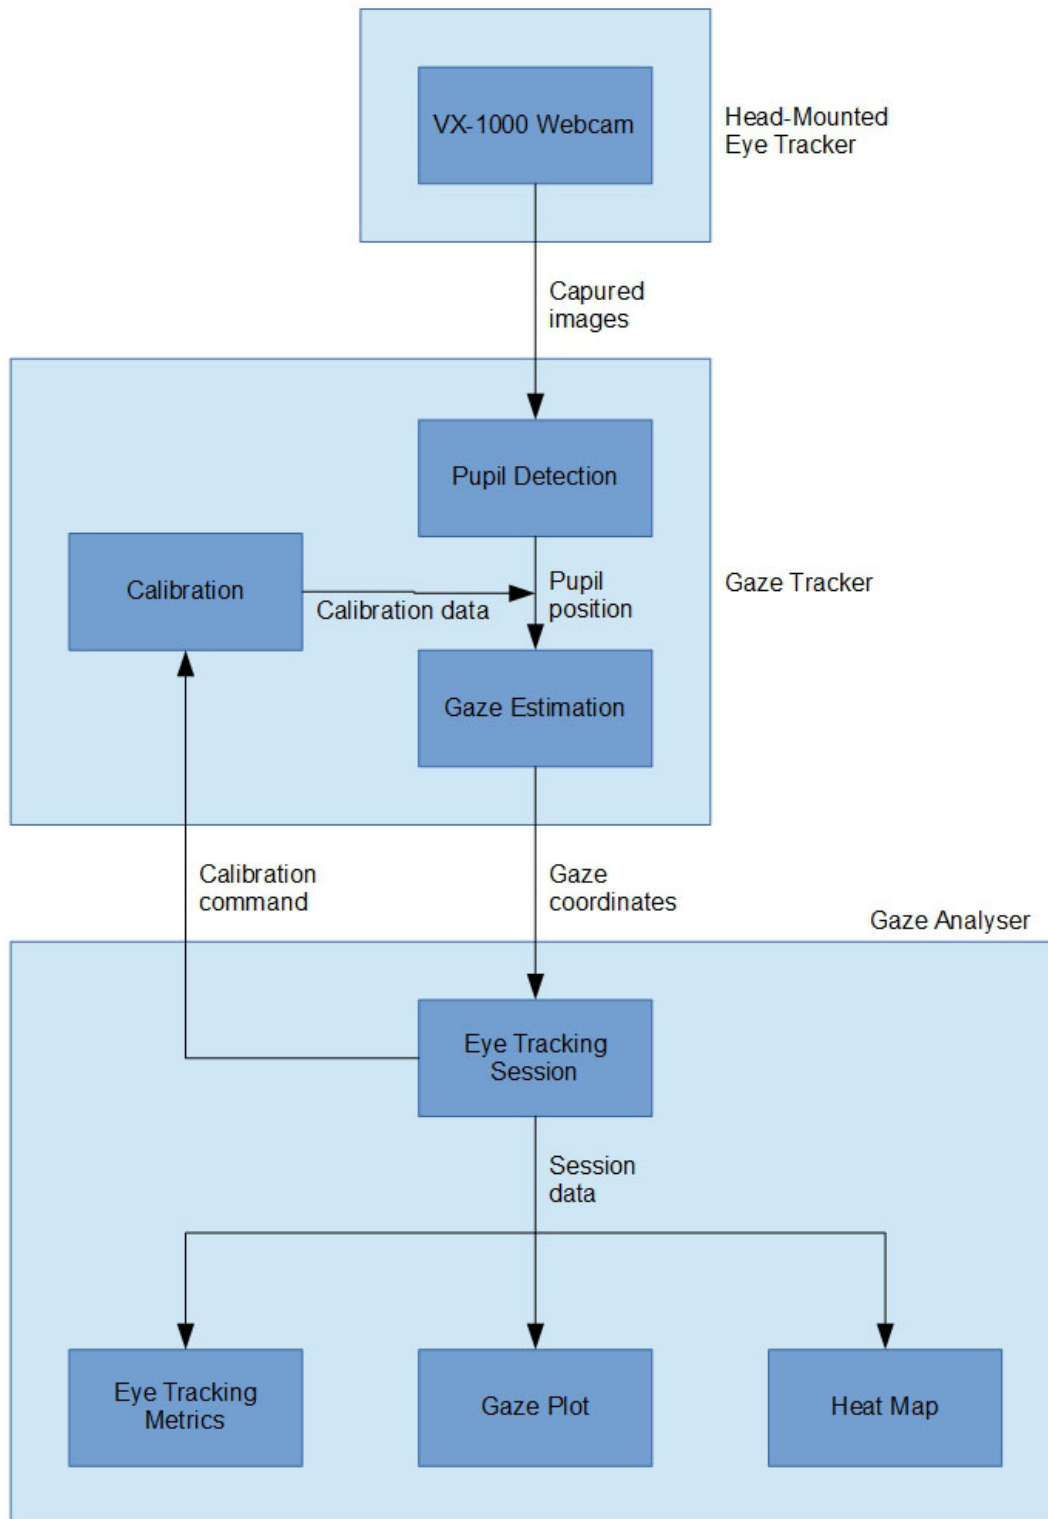 VX-1000 Webcam
Head-Mounted
Eye Tracker
Capured
images
Pupil Detection
Calibration
Calibration data
Pupil
position
Gaze Tracker
Gaze Estimation
Calibration
command
Gaze
coordinates
Gaze Analyser
Eye Tracking
Session
Session
data
Eye Tracking
Metrics
Gaze Plot
Heat Map